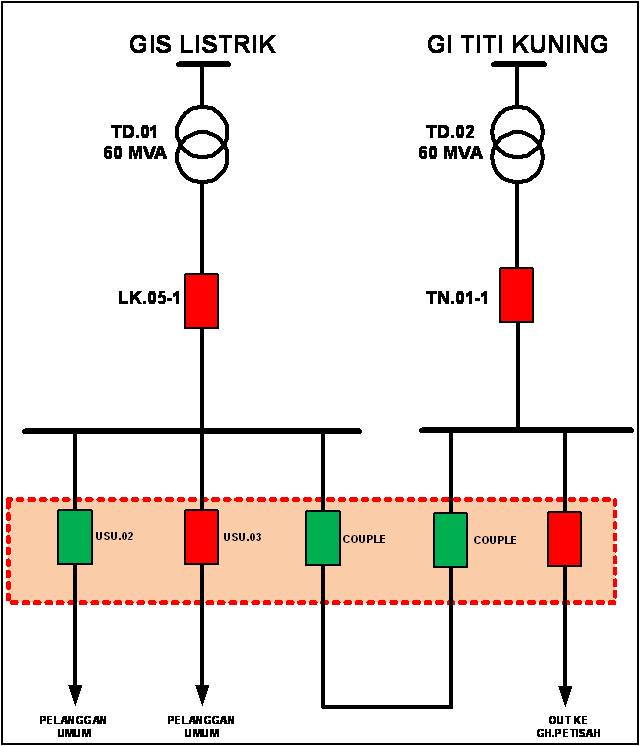 GIS LISTRIK
GI TITI KUNING
TD.01
60 MVA
TD.02
60 MVA
LK.05-1
TN.01-1
USU.02
USU.03
COUPLE
COUPLE
PELANGGAN
UMUM
PELANGGAN
UMUM
OUT KE
GH.PETISAH